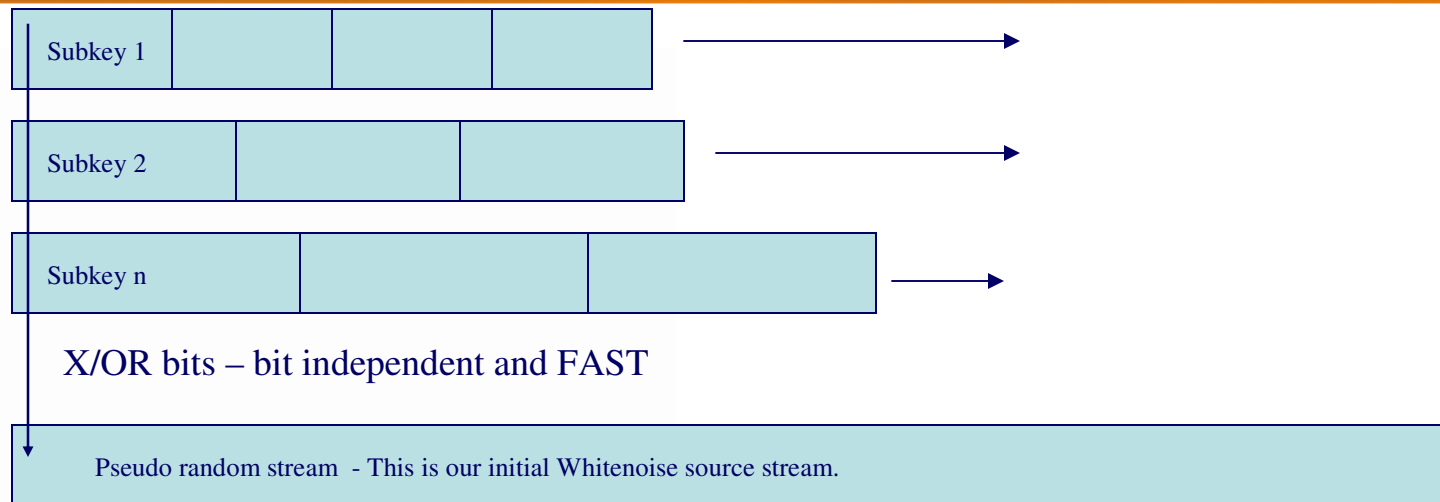 Subkey 1
Subkey 2
Subkey n
X/OR bits – bit independent and FAST
Pseudo random stream - This is our initial Whitenoise source stream.